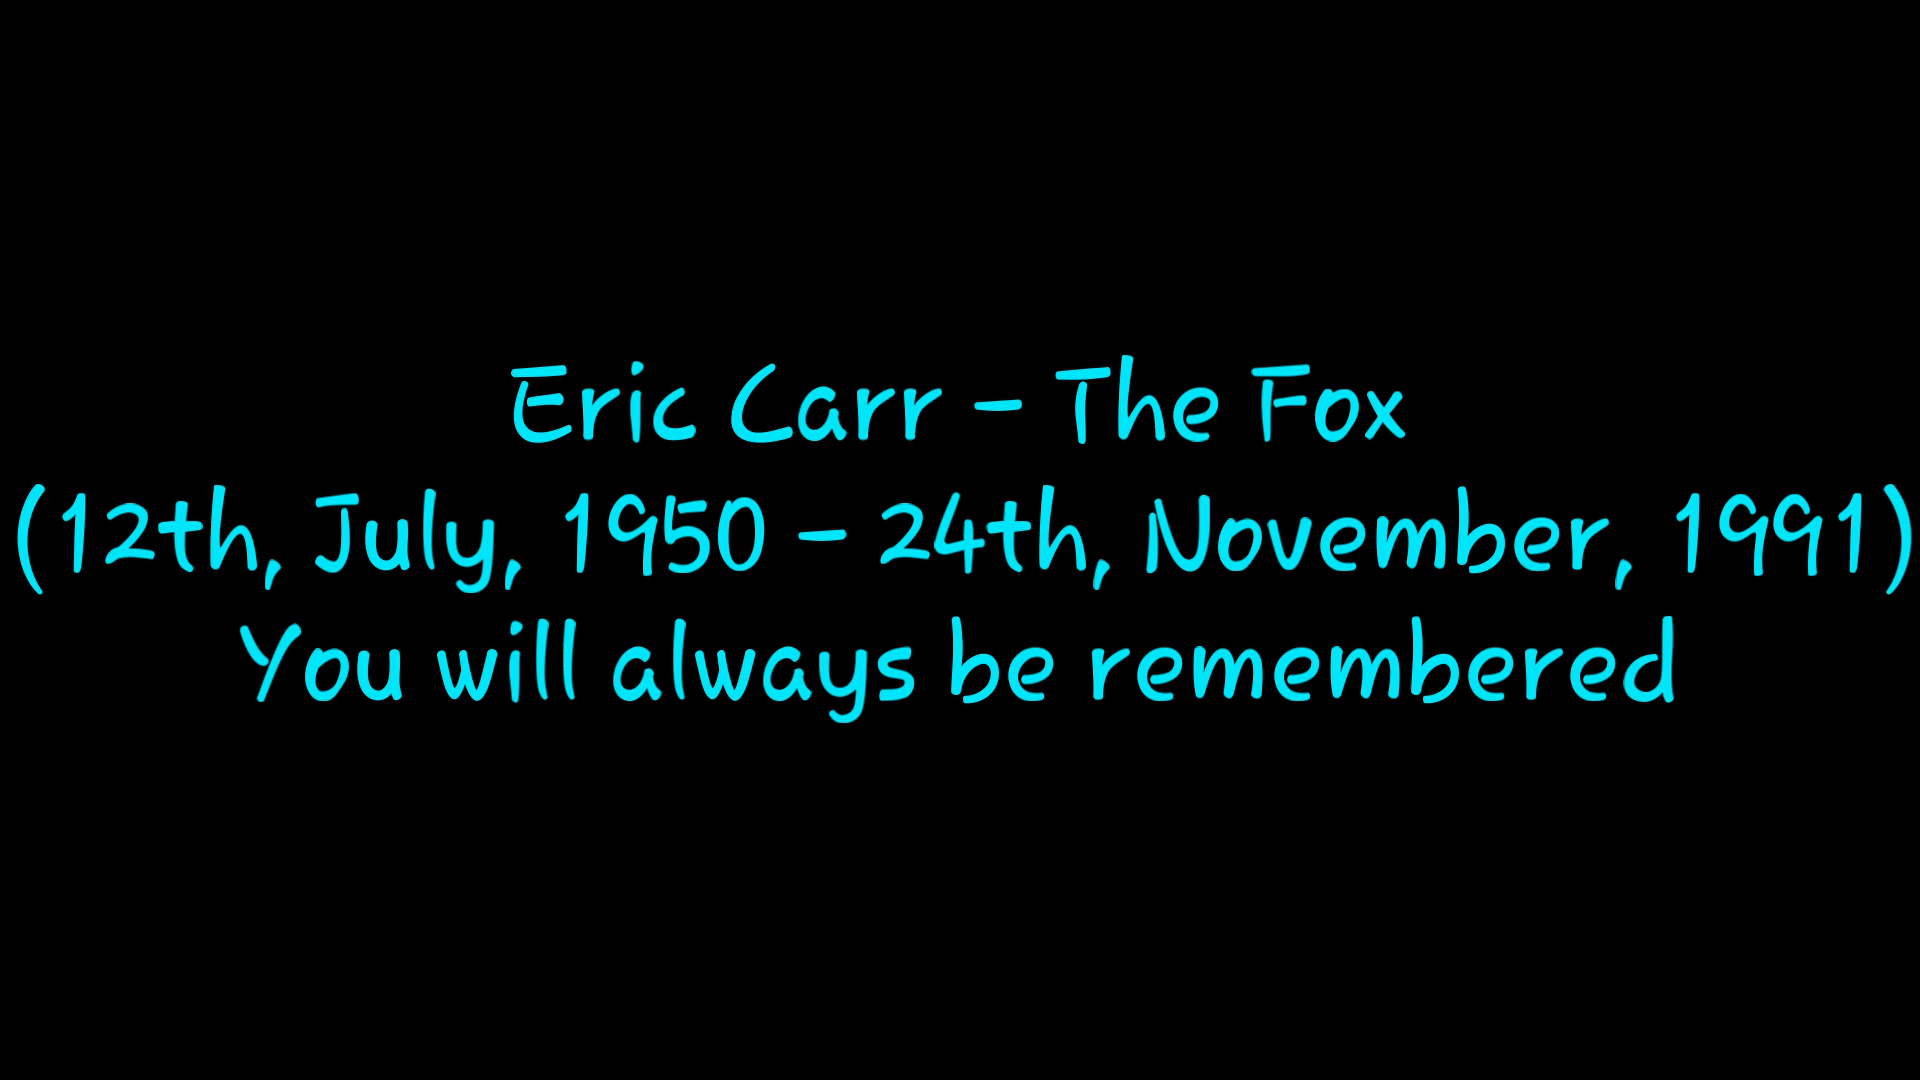 Eric Carr - The Fox
(12th, July, 1950 - 24th, November, 1991)
You will always be remembered